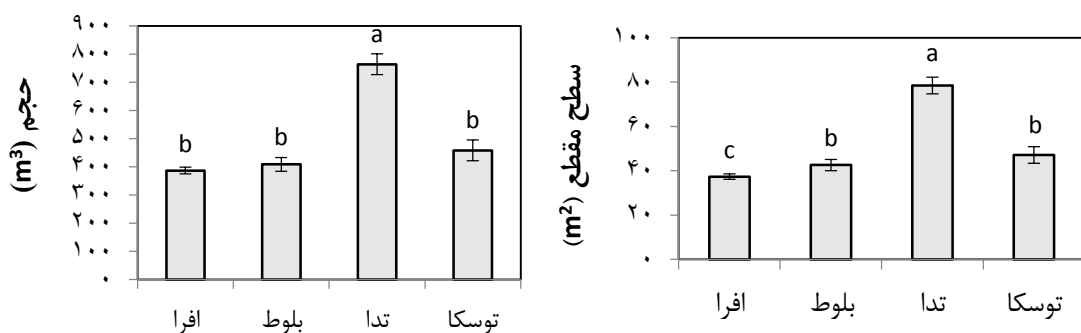 حجم (m³)
۹۰۰
۸۰۰
۷۰۰
۶۰۰
۵۰۰
۴۰۰
۳۰۰
۲۰۰
۱۰۰
۰
b
b
a
b
افرا
بلوط
تدا
توسکا
سطح مقطع (m²)
۱۰۰
۸۰
۶۰
۴۰
۲۰
۰
c
b
a
b
افرا
بلوط
تدا
توسکا